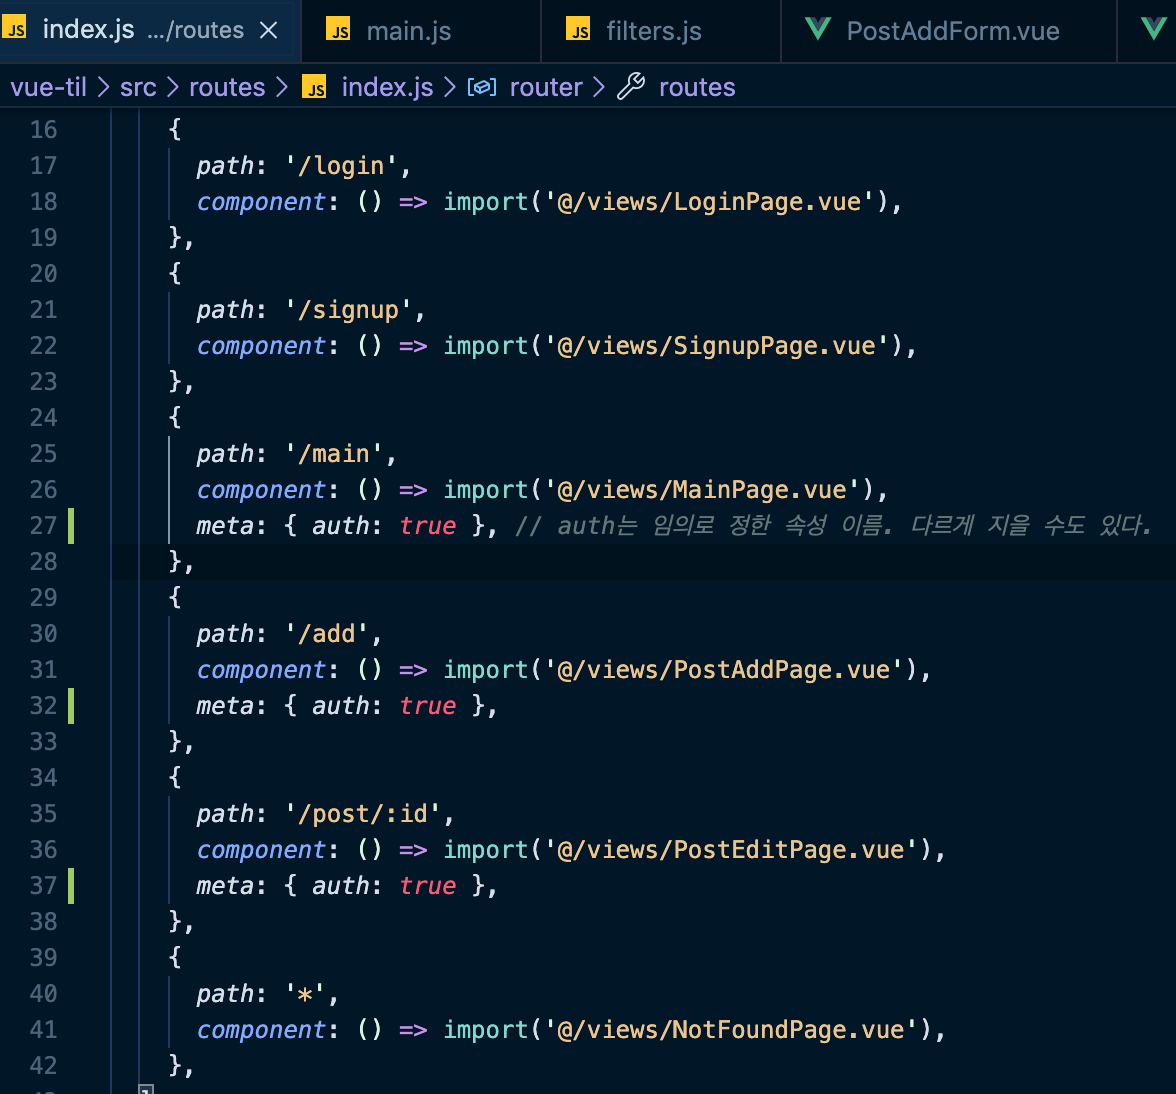 JS index.js .../routes
JS main.js
JS filters.js
PostAddForm.vue
vue-til > src > routes > JS index.js > router > routes
16 {
17 path: '/login',
18 component: () => import('@/views/LoginPage.vue'),
19 },
20 {
21 path: '/signup',
22 component: () => import('@/views/SignupPage.vue'),
23 },
24 {
25 path: '/main',
26 component: () => import('@/views/MainPage.vue'),
27 meta: { auth: true }, // auth는 임의로 정한 속성 이름. 다르게 지을 수도 있다.
28 },
29 {
30 path: '/add',
31 component: () => import('@/views/PostAddPage.vue'),
32 meta: { auth: true },
33 },
34 {
35 path: '/post/:id',
36 component: () => import('@/views/PostEditPage.vue'),
37 meta: { auth: true },
38 },
39 {
40 path: '*',
41 component: () => import('@/views/NotFoundPage.vue'),
42 },